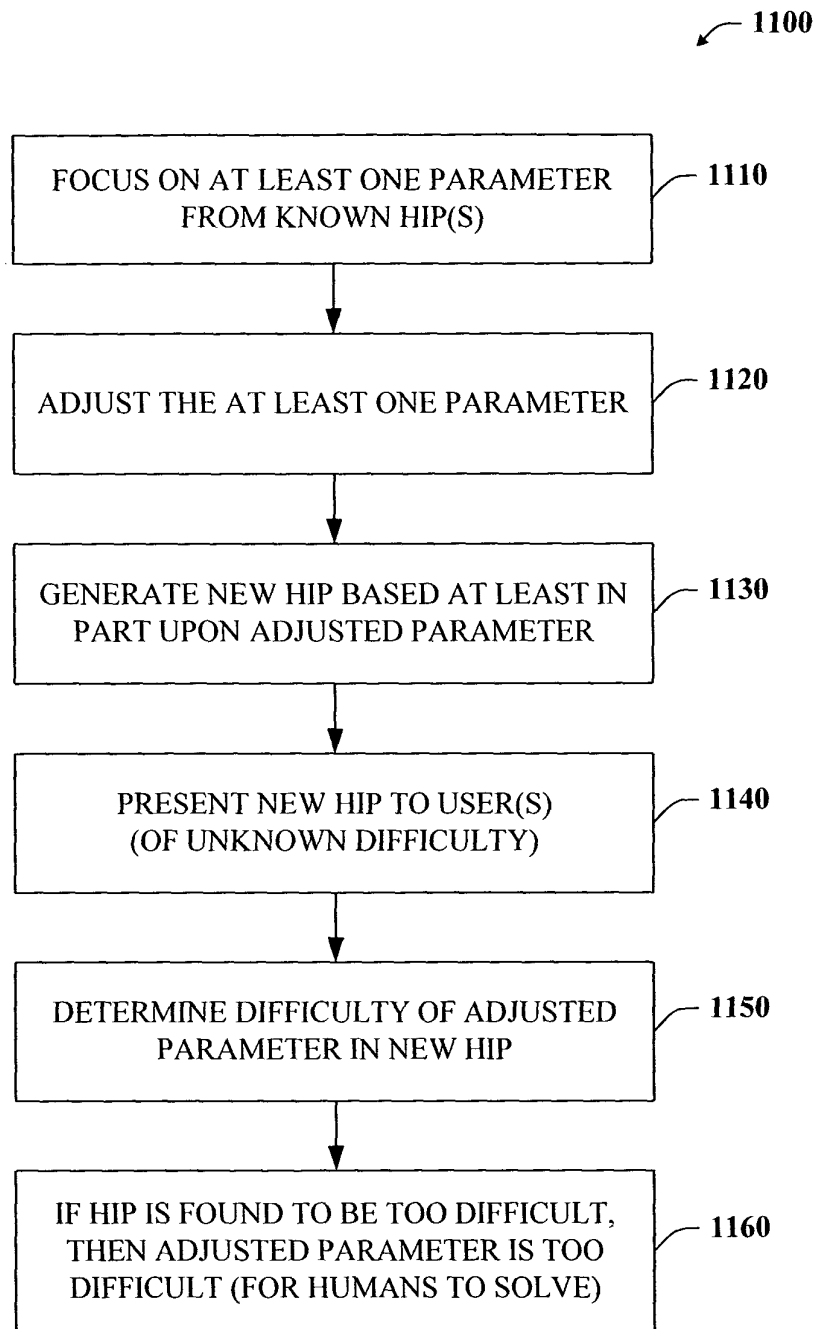 1100
FOCUS ON AT LEAST ONE PARAMETER
FROM KNOWN HIP(S)
1110
ADJUST THE AT LEAST ONE PARAMETER
1120
GENERATE NEW HIP BASED AT LEAST IN
PART UPON ADJUSTED PARAMETER
1130
PRESENT NEW HIP TO USER(S)
(OF UNKNOWN DIFFICULTY)
1140
DETERMINE DIFFICULTY OF ADJUSTED
PARAMETER IN NEW HIP
1150
IF HIP IS FOUND TO BE TOO DIFFICULT,
THEN ADJUSTED PARAMETER IS TOO
DIFFICULT (FOR HUMANS TO SOLVE)
1160